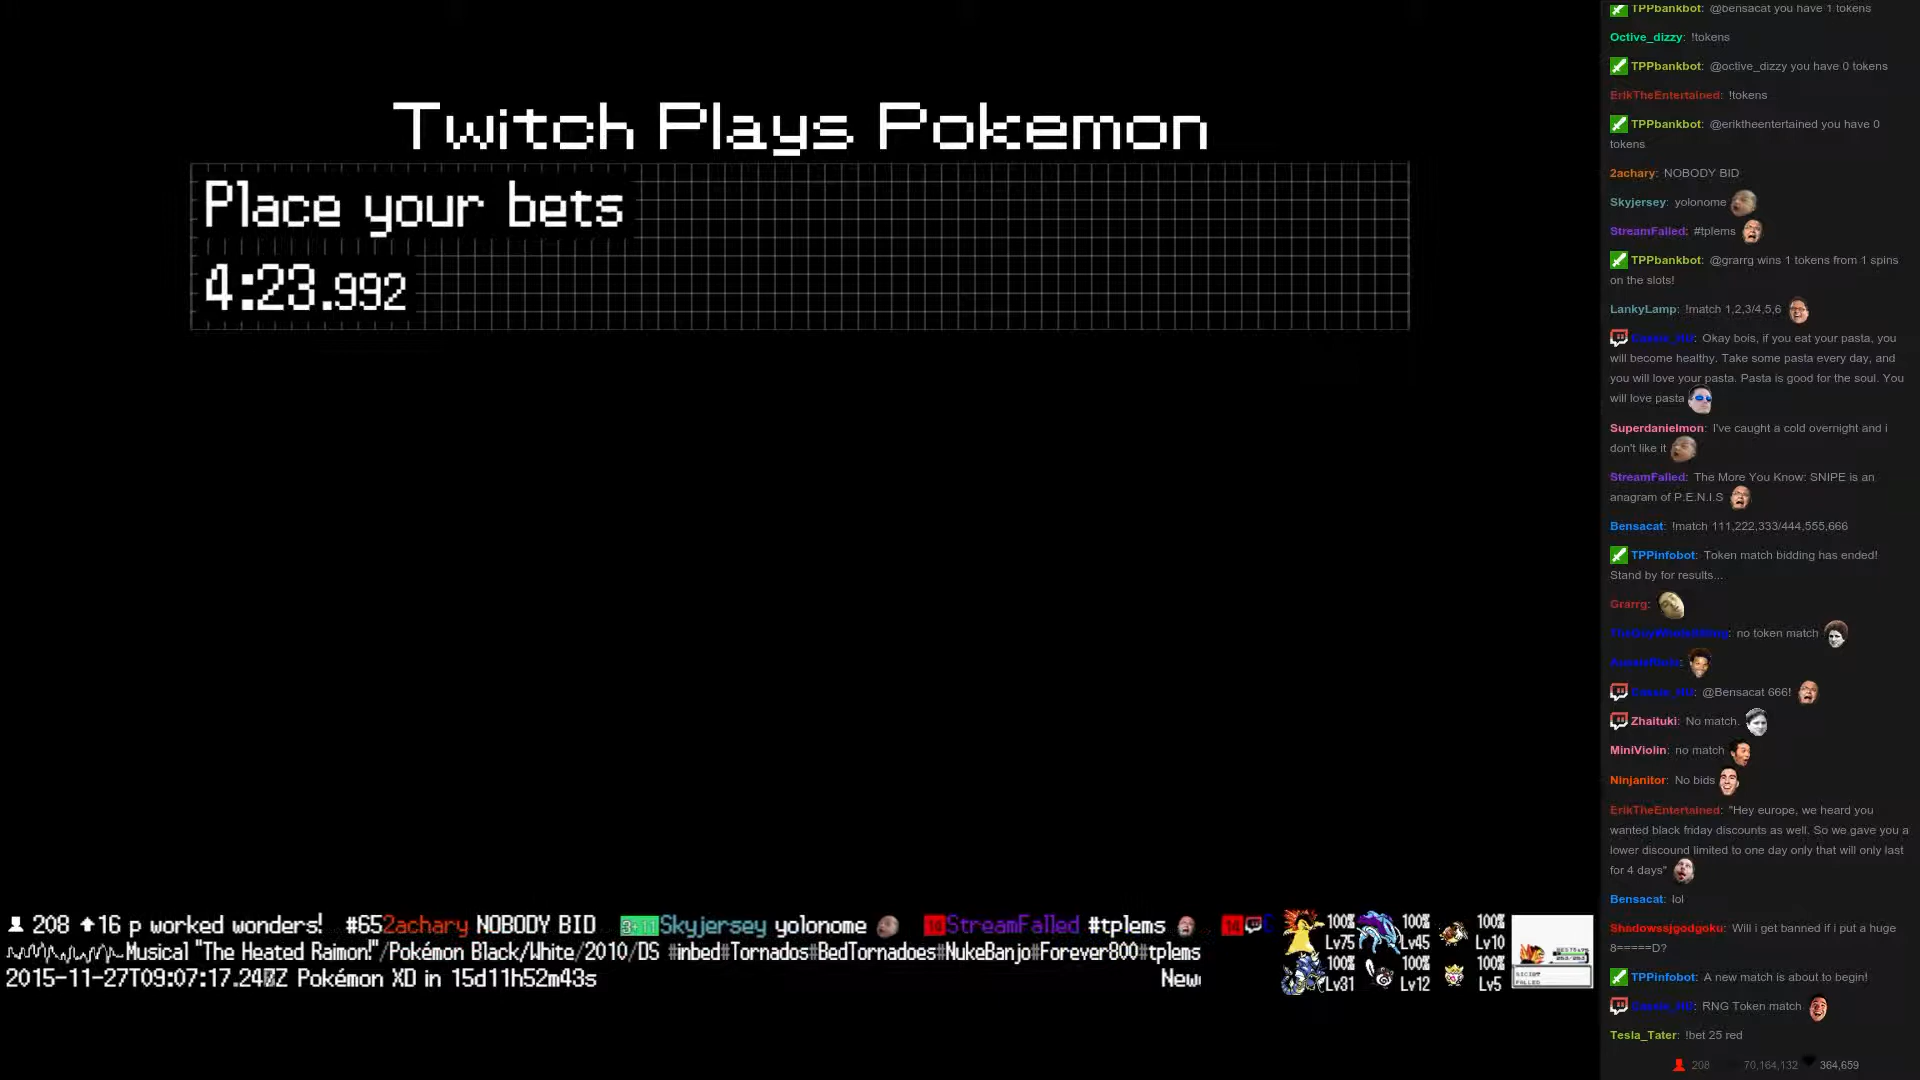 Twitch Plays Pokemon
Place your bets
4:23.992
208 16 p worked wonders! #65 2achary NOBODY BID 3+11 Skyjersey yolonome 14 StreamFailed #tplems 14
Musical "The Heated Raimon!"/Pokémon Black/White/2010/DS #inbed#Tornados#BedTornadoes#NukeBanjo#Forever800#tplems
2015-11-27T09:07:17.240Z Pokémon XD in 15d11h52m43s
New
100% 100% 100%
Lv75 Lv45 Lv10
100% 100% 100%
Lv31 Lv12 Lv5
TPPbankbot: @bensacat you have 1 tokens
Octive_dizzy: !tokens
TPPbankbot: @octive_dizzy you have 0 tokens
ErikTheEntertained: !tokens
TPPbankbot: @eriktheentertained you have 0
tokens
2achary: NOBODY BID
Skyjersey: yolonome
StreamFailed: #tplems
TPPbankbot: @grarrg wins 1 tokens from 1 spins
on the slots!
LankyLamp: !match 1,2,3/4,5,6
Okay bois, if you eat your pasta, you
will become healthy. Take some pasta every day, and
you will love your pasta. Pasta is good for the soul. You
will love pasta
Superdanielmon: I've caught a cold overnight and i
don't like it
StreamFailed: The More You Know: SNIPE is an
anagram of P.E.N.I.S
Bensacat: !match 111,222,333/444,555,666
TPPinfobot: Token match bidding has ended!
Stand by for results...
Grarrg:
no token match
@Bensacat 666!
Zhaituki: No match.
MiniViolin: no match
Ninjanitor: No bids
ErikTheEntertained: "Hey europe, we heard you
wanted black friday discounts as well. So we gave you a
lower discound limited to one day only that will only last
for 4 days"
Bensacat: lol
Shadowssjgodgoku: Will i get banned if i put a huge
8=====D?
TPPinfobot: A new match is about to begin!
RNG Token match
Tesla_Tater: !bet 25 red
208 70,164,132 364,659